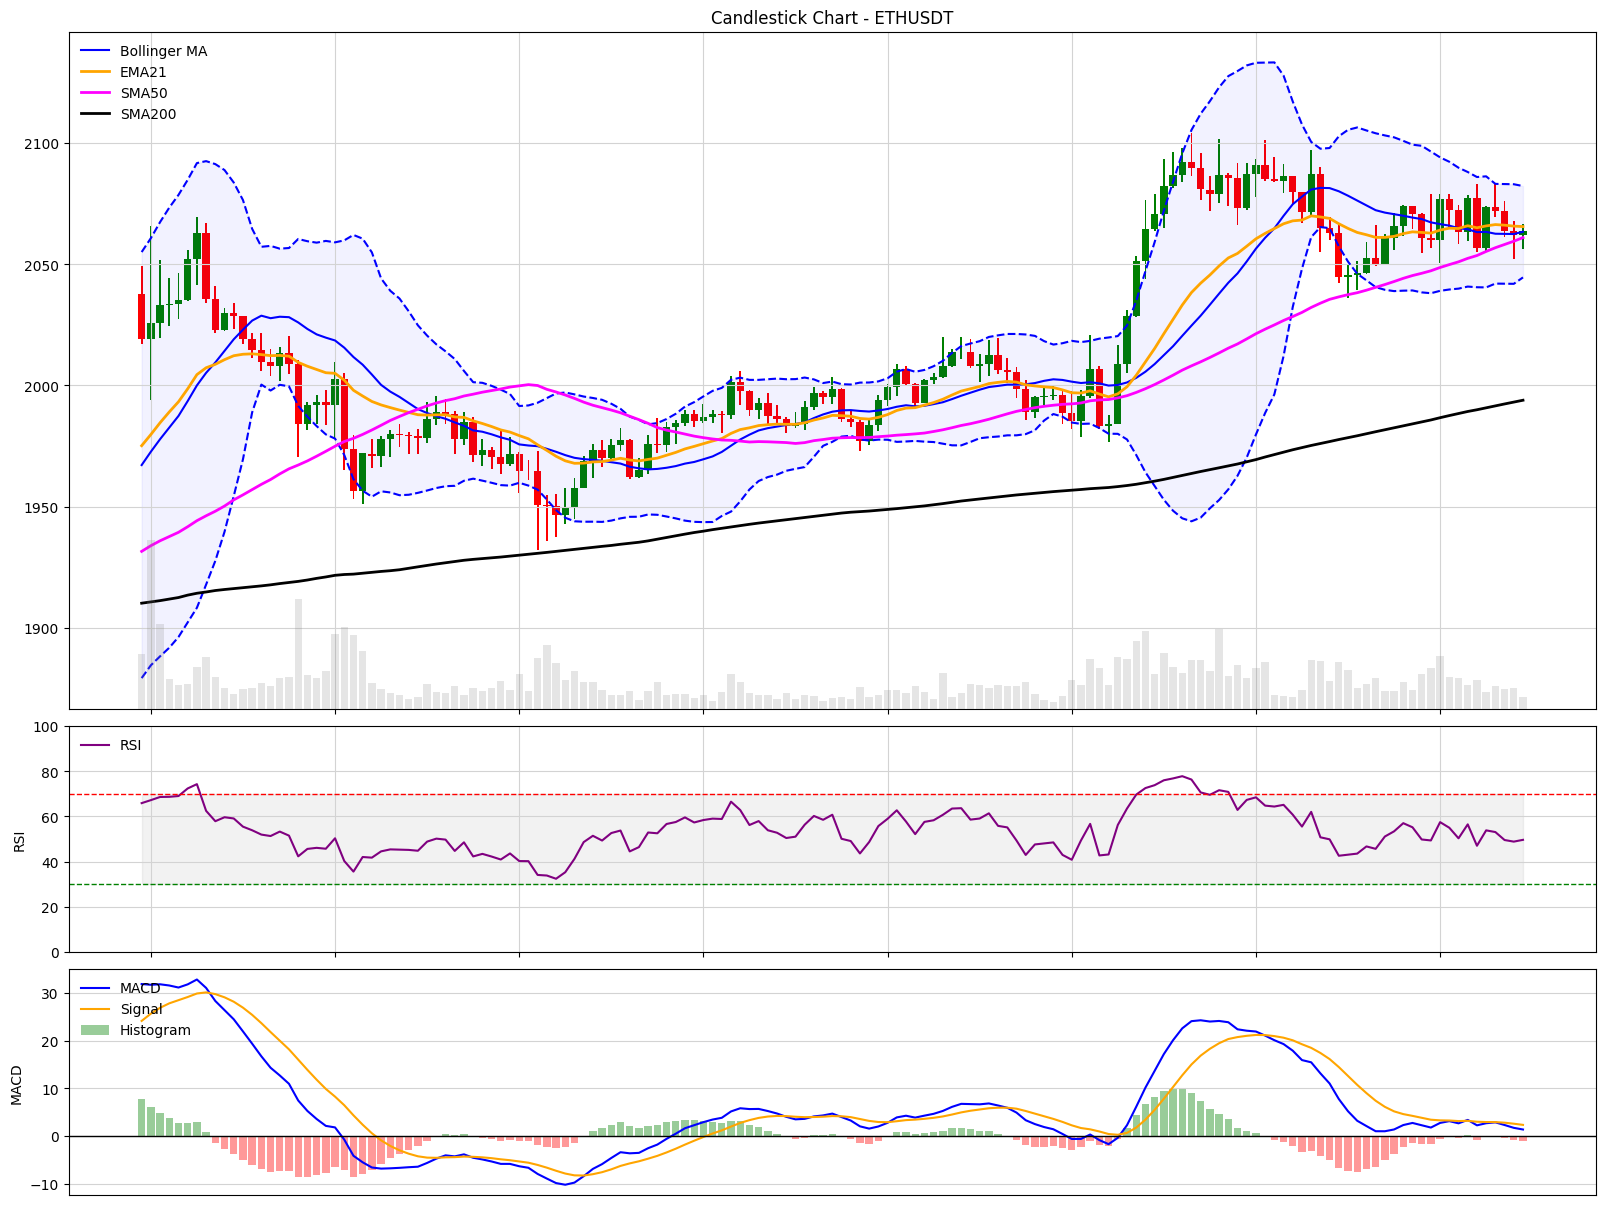 Candlestick Chart - ETHUSDT
Bollinger MA
EMA21
SMA50
SMA200
2100
2050
2000
1950
1900
RSI
100
80
60
40
20
0
RSI
MACD
Signal
Histogram
30
20
10
0
−10
MACD